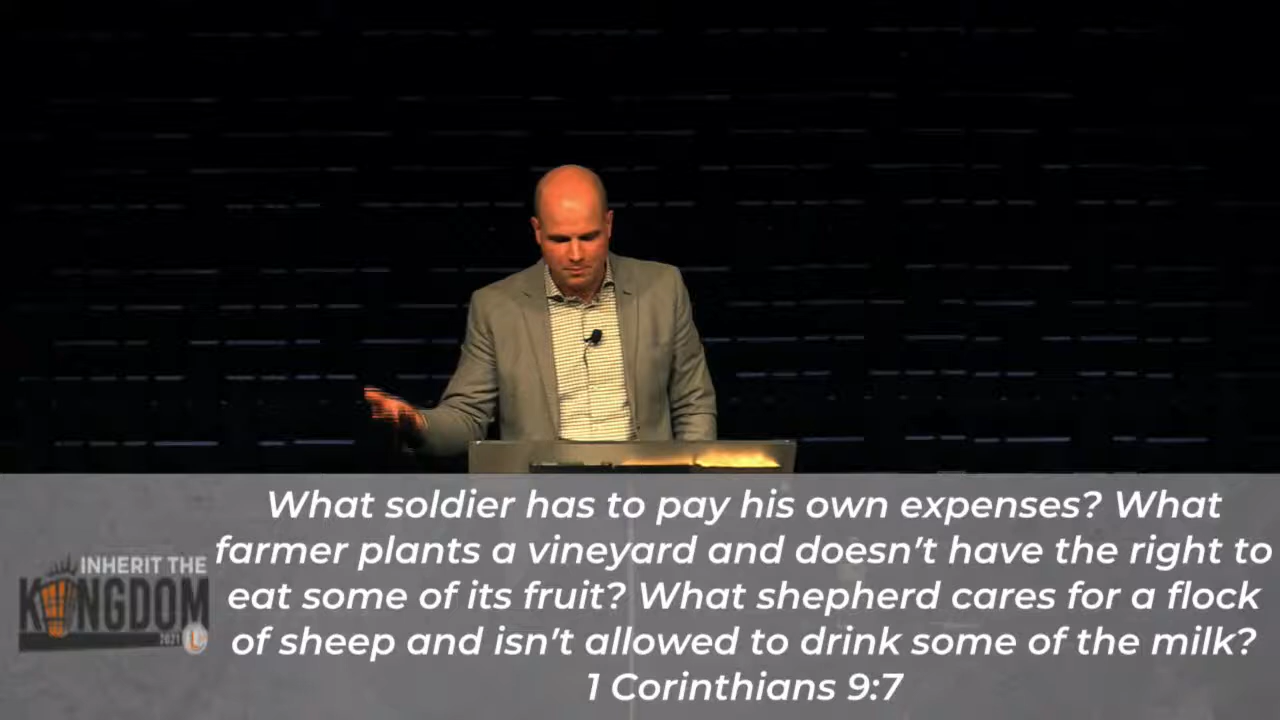 What soldier has to pay his own expenses? What
farmer plants a vineyard and doesn't have the right to
eat some of its fruit? What shepherd cares for a flock
of sheep and isn't allowed to drink some of the milk?
1 Corinthians 9:7
INHERIT THE
KINGDOM
2021